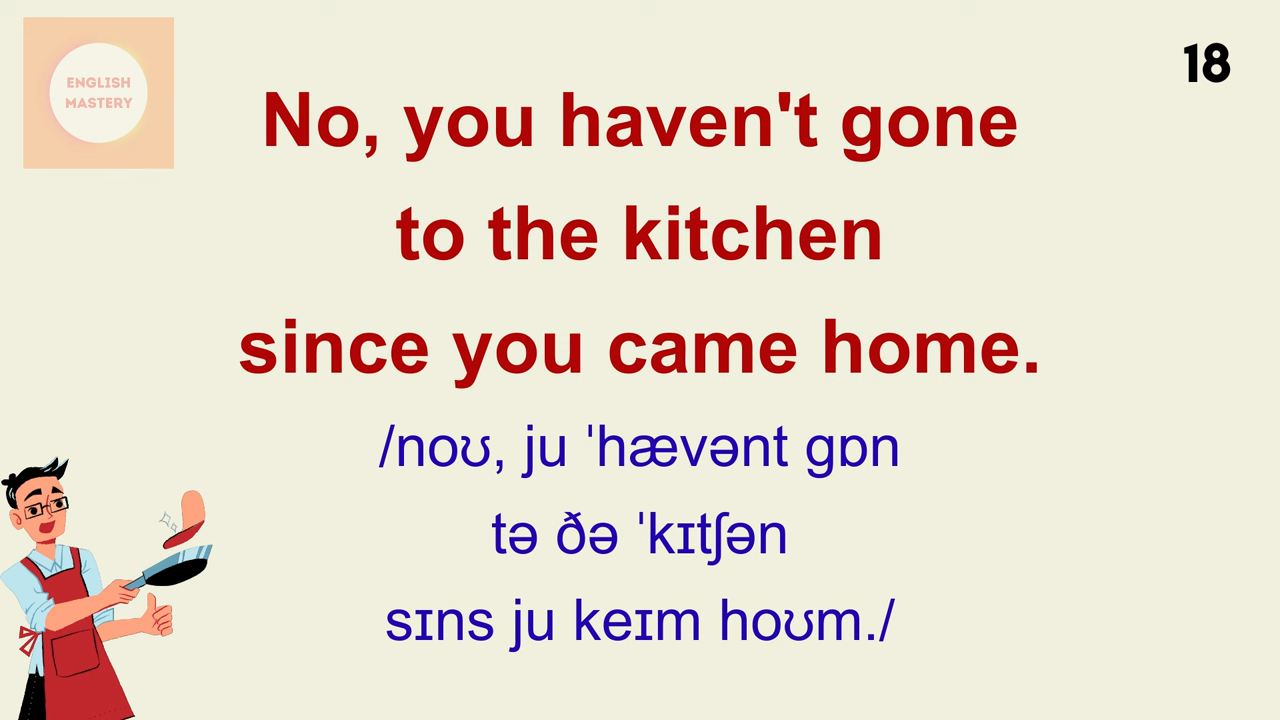 ENGLISH
MASTERY
18
No, you haven't gone
to the kitchen
since you came home.
/noʊ, ju ˈhævənt gɒn
tə ðə ˈkɪtʃən
sɪns ju keɪm hoʊm./